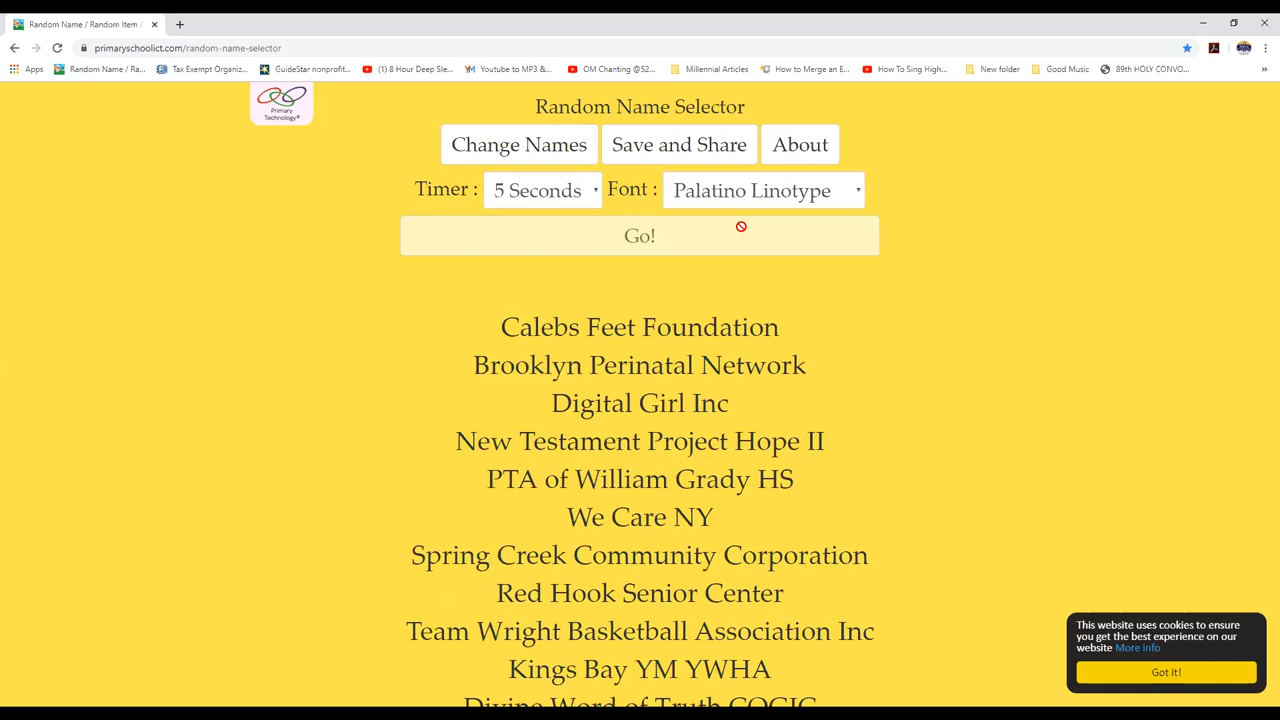 Random Name / Random Item /
primaryschoolict.com/random-name-selector
Apps
Random Name / Ra...
Tax Exempt Organiz...
GuideStar nonprofit...
(1) 8 Hour Deep Sle...
Youtube to MP3 &...
OM Chanting @52...
Millennial Articles
How to Merge an E...
How To Sing High...
New folder
Good Music
89th HOLY CONVO...
Primary
Technology®
Random Name Selector
Change Names
Save and Share
About
Timer :
5 Seconds
Font :
Palatino Linotype
Go!
Calebs Feet Foundation
Brooklyn Perinatal Network
Digital Girl Inc
New Testament Project Hope II
PTA of William Grady HS
We Care NY
Spring Creek Community Corporation
Red Hook Senior Center
Team Wright Basketball Association Inc
Kings Bay YM YWHA
Divine Word of Truth COGIC
This website uses cookies to ensure
you get the best experience on our
website More info
Got it!